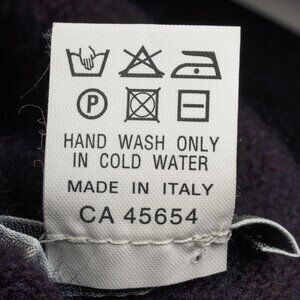 P
HAND WASH ONLY
IN COLD WATER
MADE IN ITALY
CA 45654